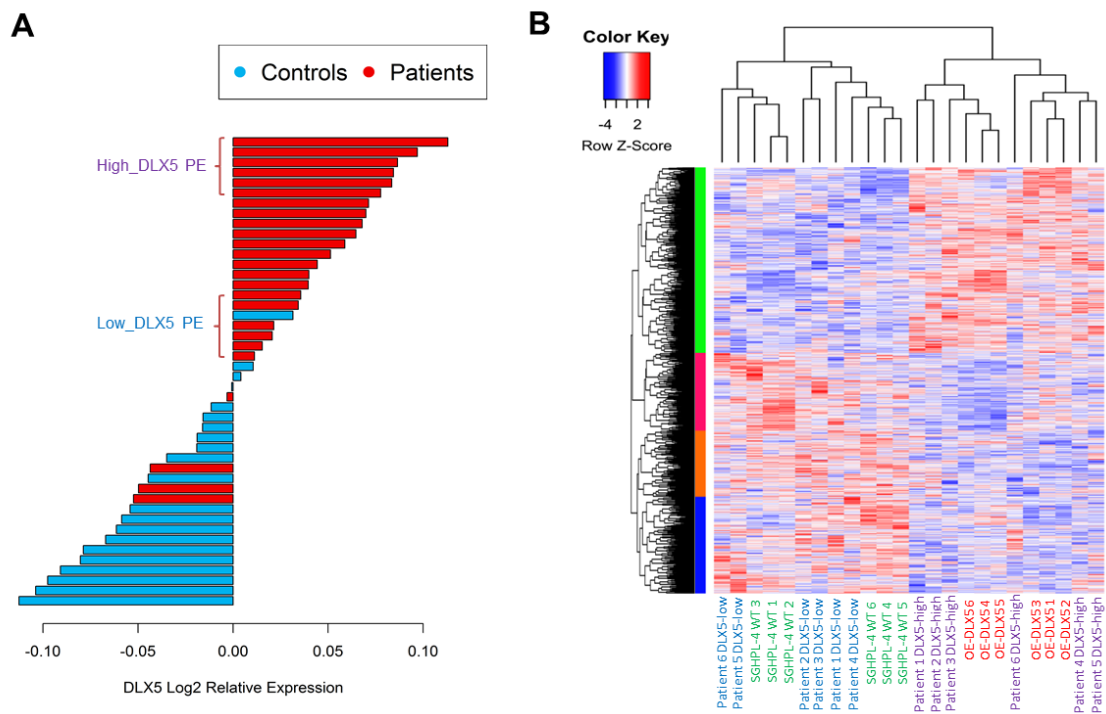 A
Controls
Patients
High_DLX5 PE
Low_DLX5 PE
-0.10
-0.05
0.00
0.05
0.10
DLX5 Log2 Relative Expression
B
Color Key
-4
2
Row Z-Score
Patient 6 DLX5-low
Patient 5 DLX5-low
SGHPL-4 WT 3
SGHPL-4 WT 1
SGHPL-4 WT 2
Patient 2 DLX5-low
Patient 3 DLX5-low
Patient 1 DLX5-low
Patient 4 DLX5-low
SGHPL-4 WT 6
SGHPL-4 WT 4
SGHPL-4 WT 5
Patient 1 DLX5-high
Patient 2 DLX5-high
Patient 3 DLX5-high
OE-DLX56
OE-DLX54
OE-DLX55
Patient 6 DLX5-high
OE-DLX53
OE-DLX51
OE-DLX52
Patient 4 DLX5-high
Patient 5 DLX5-high